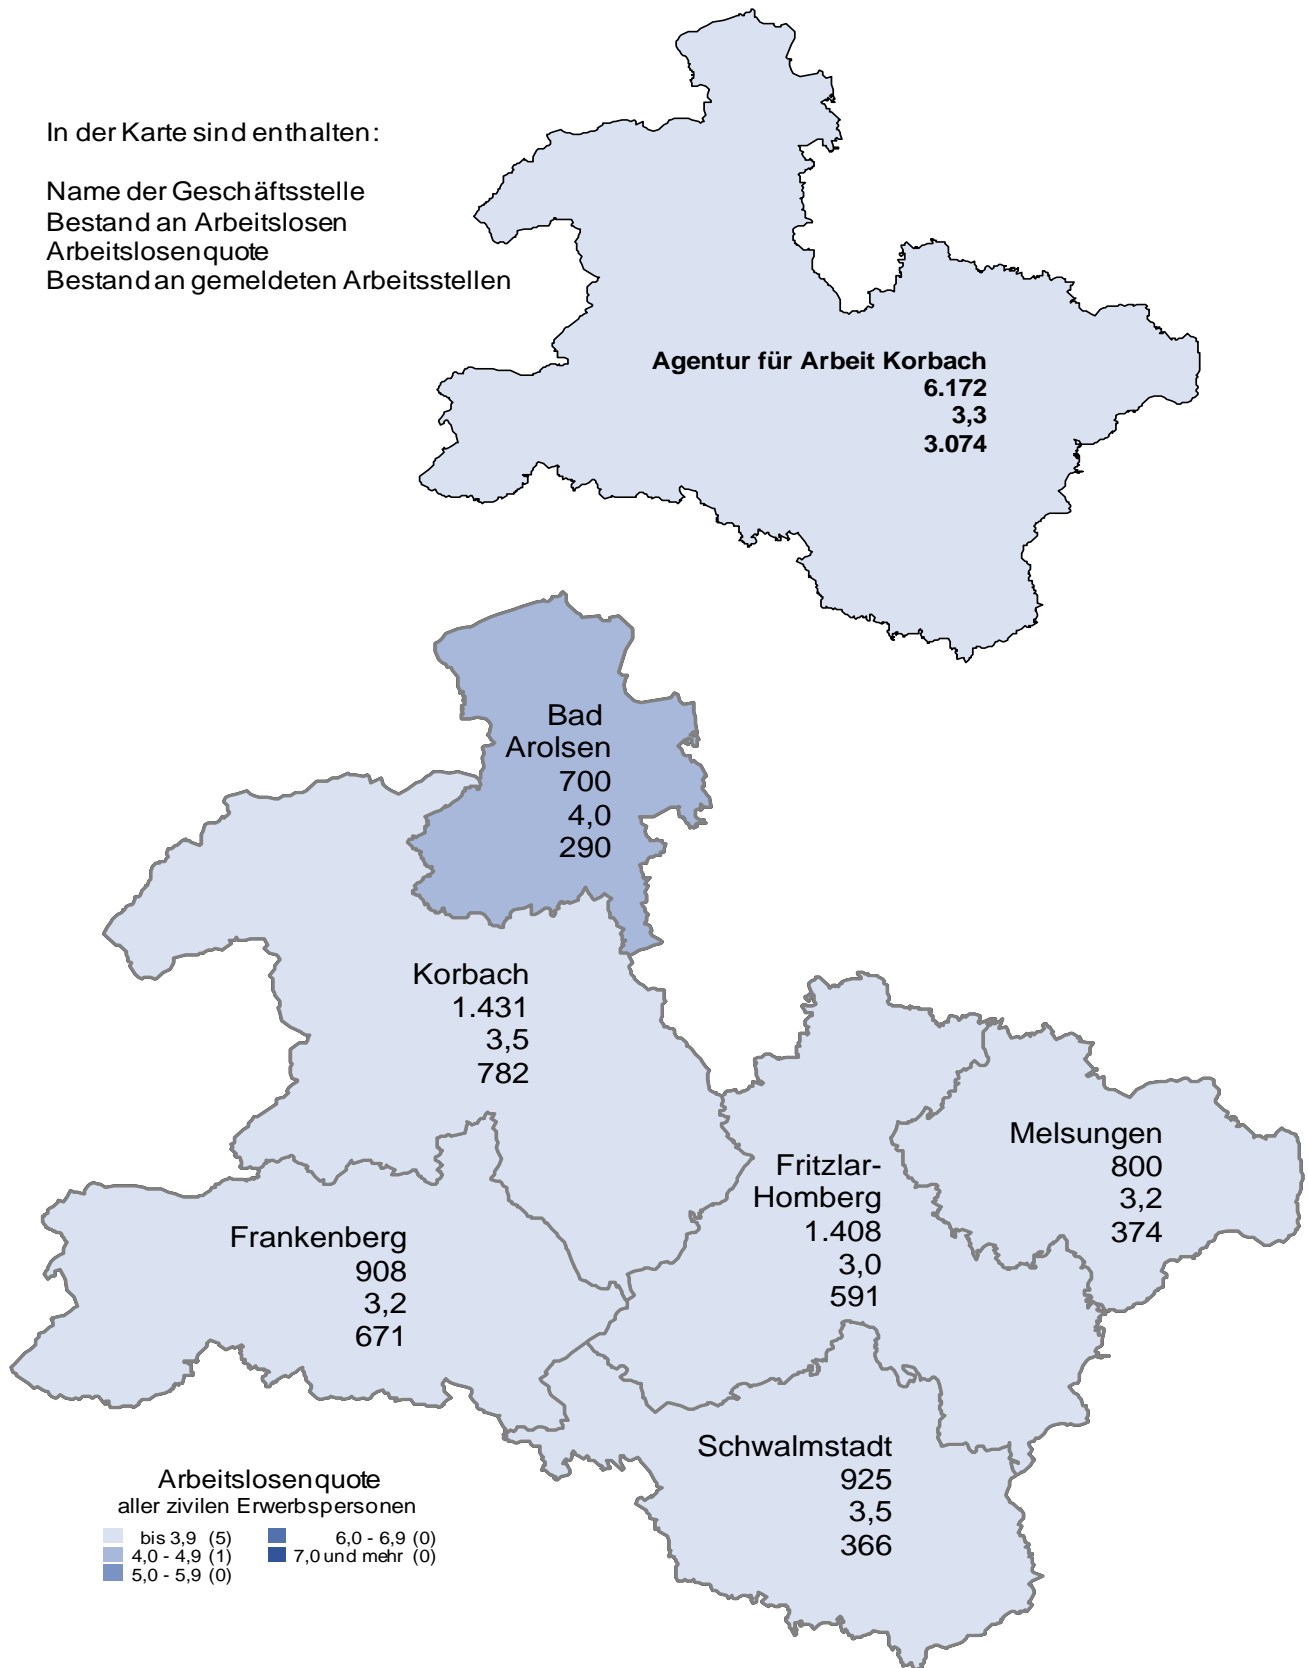 In der Karte sind enthalten:
Name der Geschäftsstelle
Bestand an Arbeitslosen
Arbeitslosenquote
Bestand an gemeldeten Arbeitsstellen
Agentur für Arbeit Korbach
6.172
3,3
3.074
Bad
Arolsen
700
4,0
290
Korbach
1.431
3,5
782
Melsungen
800
3,2
374
Fritzlar-
Homberg
1.408
3,0
591
Frankenberg
908
3,2
671
Schwalmstadt
925
3,5
366
Arbeitslosenquote
aller zivilen Erwerbspersonen
bis 3,9 (5)
4,0 - 4,9 (1)
5,0 - 5,9 (0)
6,0 - 6,9 (0)
7,0 und mehr (0)